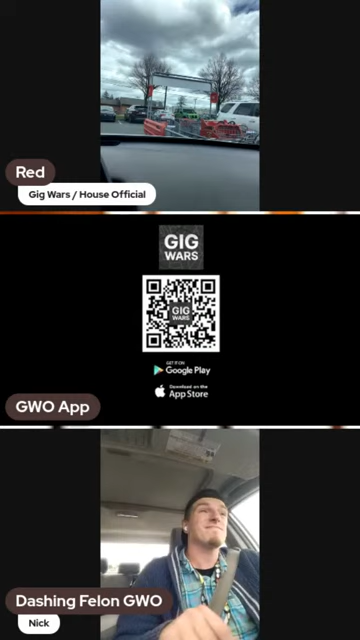 Red
Gig Wars / House Official
GIG
WARS
GIG
WARS
GET IT ON
Google Play
Download on the
App Store
GWO App
Dashing Felon GWO
Nick